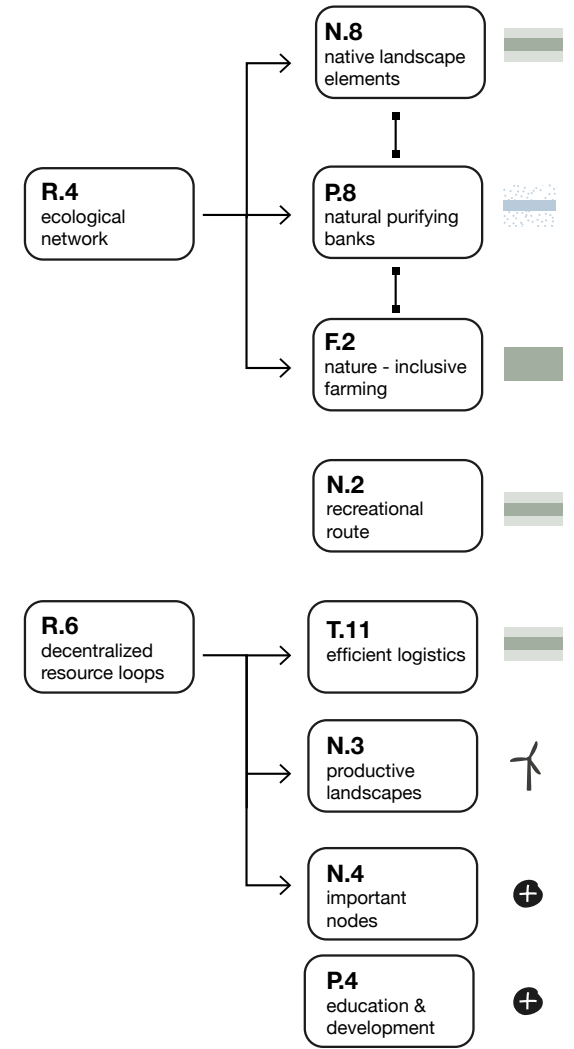 N.8
native landscape
elements
R.4
ecological
network
P.8
natural purifying
banks
F.2
nature - inclusive
farming
N.2
recreational
route
R.6
decentralized
resource loops
T.11
efficient logistics
N.3
productive
landscapes
N.4
important
nodes
P.4
education &
development